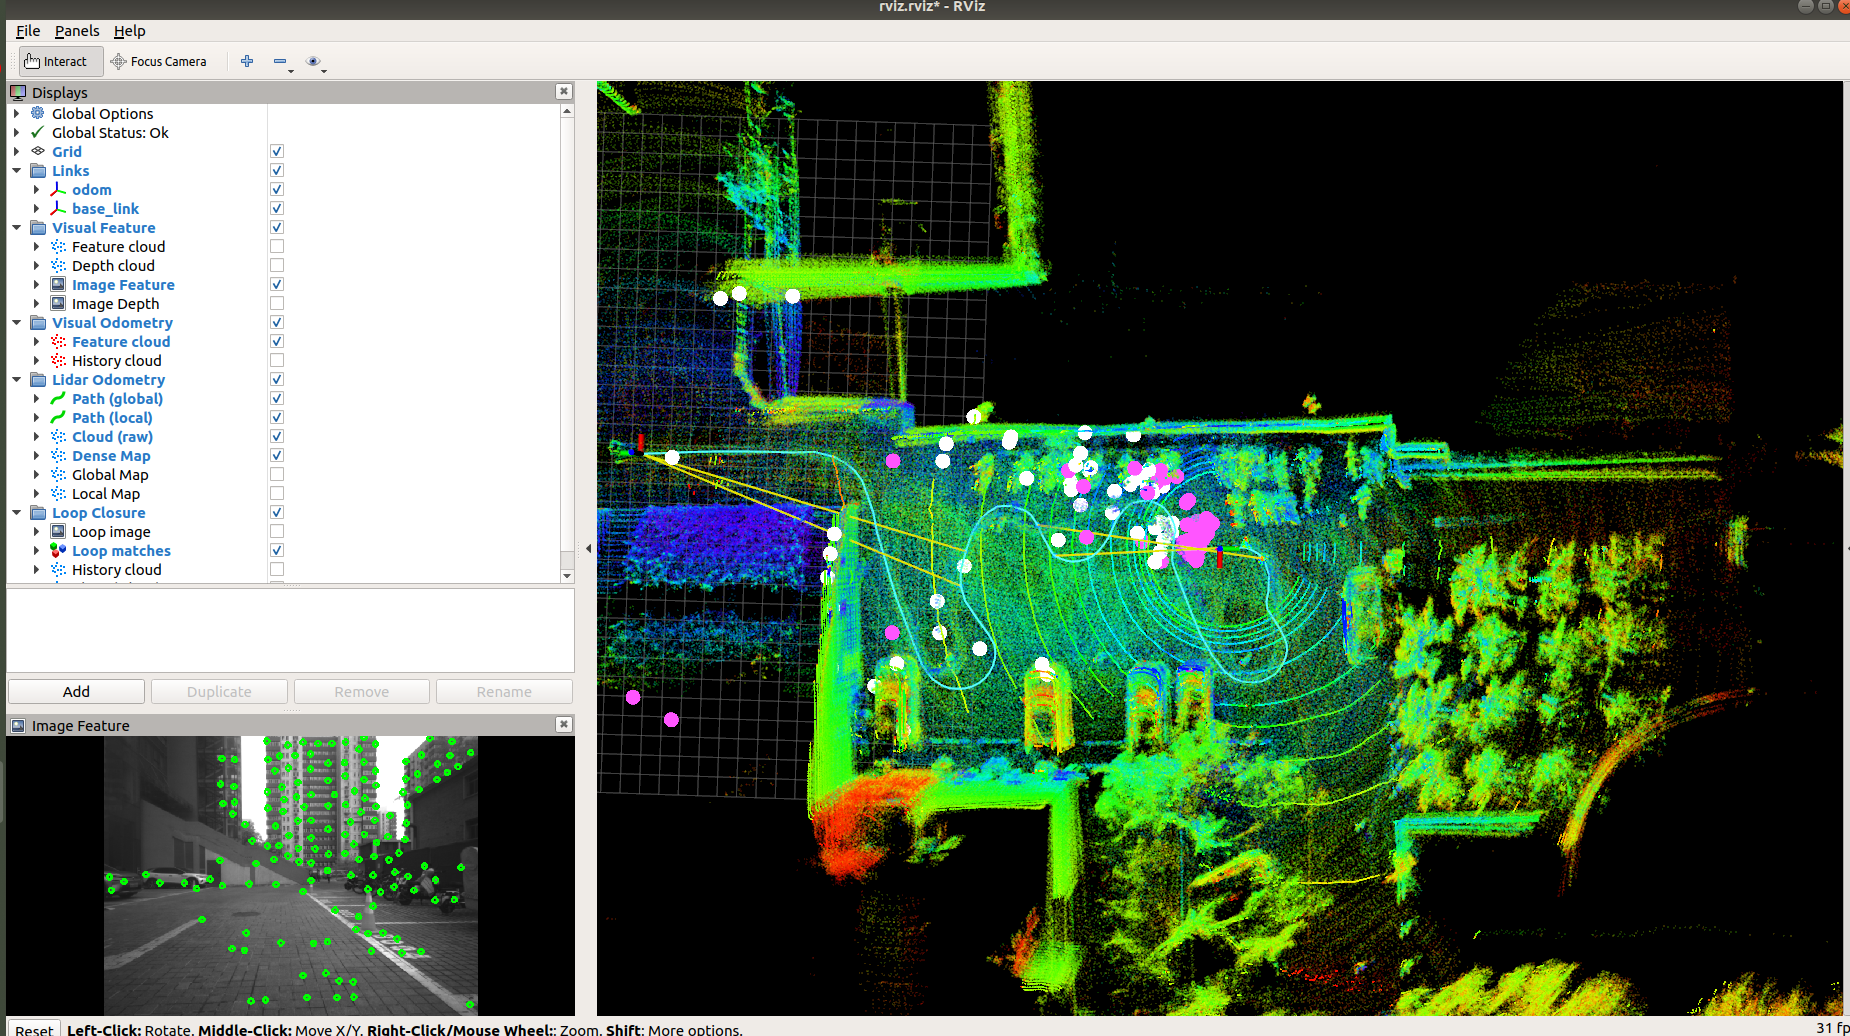 rviz.rviz* - RViz
File Panels Help
Interact Focus Camera
Displays
Global Options
Global Status: Ok
Grid
Links
odom
base_link
Visual Feature
Feature cloud
Depth cloud
Image Feature
Image Depth
Visual Odometry
Feature cloud
History cloud
Lidar Odometry
Path (global)
Path (local)
Cloud (raw)
Dense Map
Global Map
Local Map
Loop Closure
Loop image
Loop matches
History cloud
Add Duplicate Remove Rename
Image Feature
Reset Left-Click: Rotate. Middle-Click: Move X/Y. Right-Click/Mouse Wheel:: Zoom. Shift: More options. 31 fp